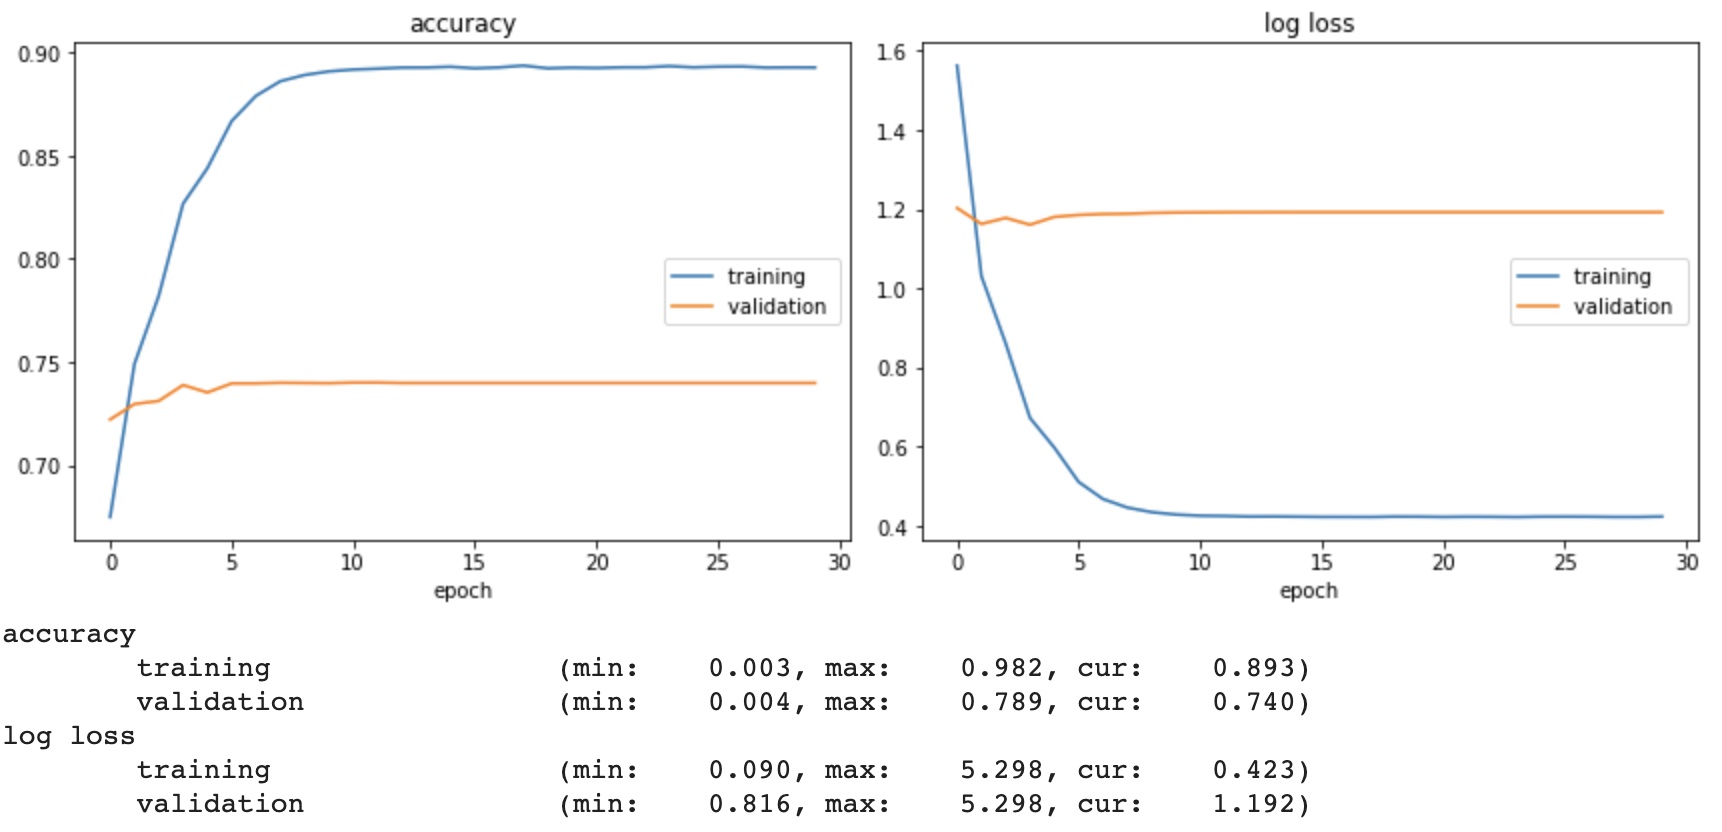 accuracy
0.90
0.85
0.80
0.75
0.70
training
validation
0 5 10 15 20 25 30
epoch
log loss
1.6
1.4
1.2
1.0
0.8
0.6
0.4
training
validation
0 5 10 15 20 25 30
epoch
accuracy
training (min: 0.003, max: 0.982, cur: 0.893)
validation (min: 0.004, max: 0.789, cur: 0.740)
log loss
training (min: 0.090, max: 5.298, cur: 0.423)
validation (min: 0.816, max: 5.298, cur: 1.192)